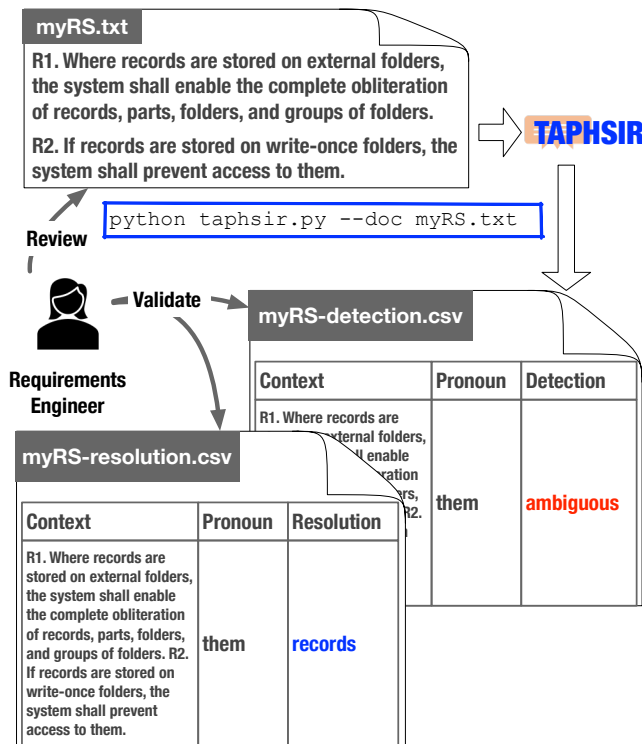 myRS.txt
R1. Where records are stored on external folders,
the system shall enable the complete obliteration
of records, parts, folders, and groups of folders.
R2. If records are stored on write-once folders, the
system shall prevent access to them.
TAPHSIR
python taphsir.py --doc myRS.txt
Review
Validate
Requirements
Engineer
myRS-detection.csv
Context Pronoun Detection
R1. Where records are
external folders,
enable
R2.
them
ambiguous
myRS-resolution.csv
Context Pronoun Resolution
R1. Where records are
stored on external folders,
the system shall enable
the complete obliteration
of records, parts, folders,
and groups of folders. R2.
If records are stored on
write-once folders, the
system shall prevent
access to them.
them
records